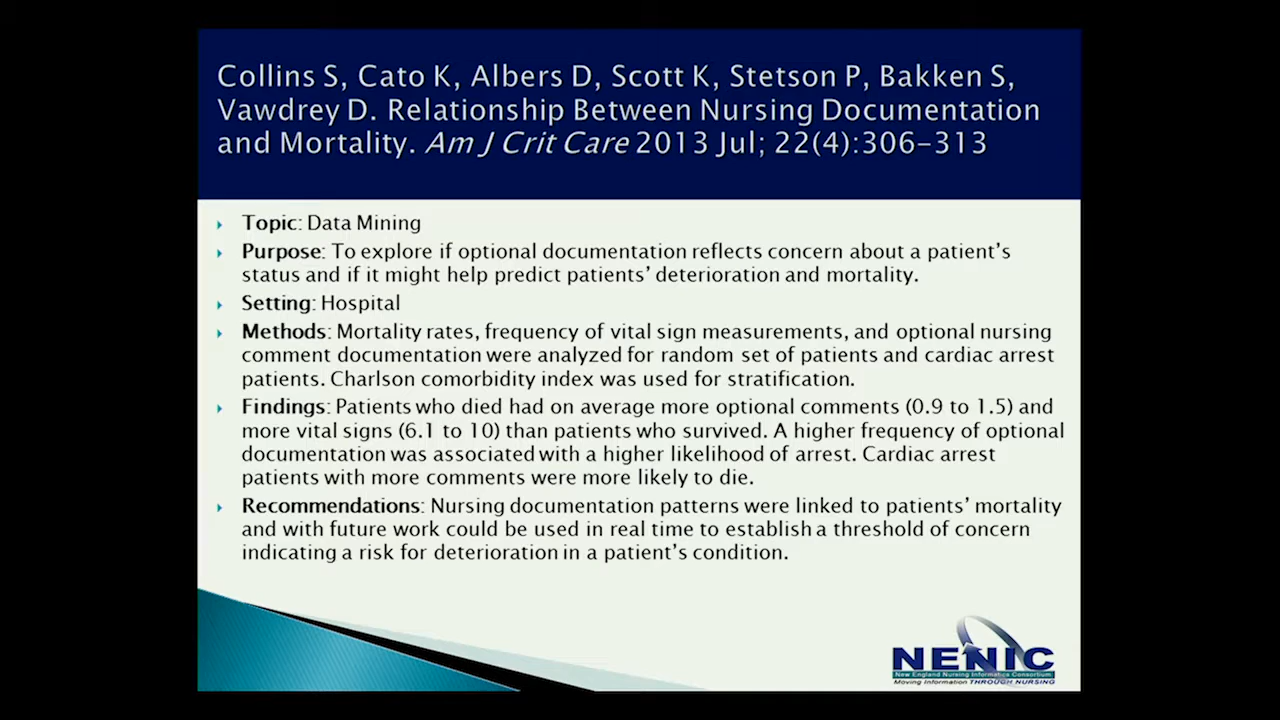 Collins S, Cato K, Albers D, Scott K, Stetson P, Bakken S,
Vawdrey D. Relationship Between Nursing Documentation
and Mortality. Am J Crit Care 2013 Jul; 22(4):306-313
Topic: Data Mining
Purpose: To explore if optional documentation reflects concern about a patient's
status and if it might help predict patients' deterioration and mortality.
Setting: Hospital
Methods: Mortality rates, frequency of vital sign measurements, and optional nursing
comment documentation were analyzed for random set of patients and cardiac arrest
patients. Charlson comorbidity index was used for stratification.
Findings: Patients who died had on average more optional comments (0.9 to 1.5) and
more vital signs (6.1 to 10) than patients who survived. A higher frequency of optional
documentation was associated with a higher likelihood of arrest. Cardiac arrest
patients with more comments were more likely to die.
Recommendations: Nursing documentation patterns were linked to patients' mortality
and with future work could be used in real time to establish a threshold of concern
indicating a risk for deterioration in a patient's condition.
NENIC
New England Nursing Informatics Consortium
Moving Information THROUGH NURSING